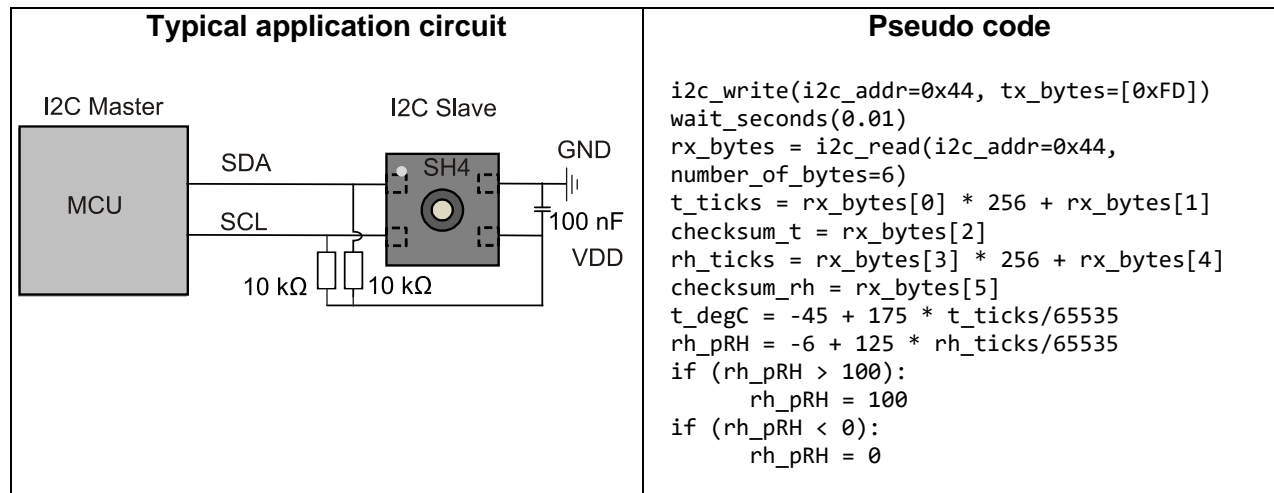 Typical application circuit
I2C Master
I2C Slave
MCU
SDA
SCL
SH4
GND
100 nF
VDD
10 kΩ
10 kΩ
Pseudo code
i2c_write(i2c_addr=0x44, tx_bytes=[0xFD])
wait_seconds(0.01)
rx_bytes = i2c_read(i2c_addr=0x44,
number_of_bytes=6)
t_ticks = rx_bytes[0] * 256 + rx_bytes[1]
checksum_t = rx_bytes[2]
rh_ticks = rx_bytes[3] * 256 + rx_bytes[4]
checksum_rh = rx_bytes[5]
t_degC = -45 + 175 * t_ticks/65535
rh_pRH = -6 + 125 * rh_ticks/65535
if (rh_pRH > 100):
rh_pRH = 100
if (rh_pRH < 0):
rh_pRH = 0